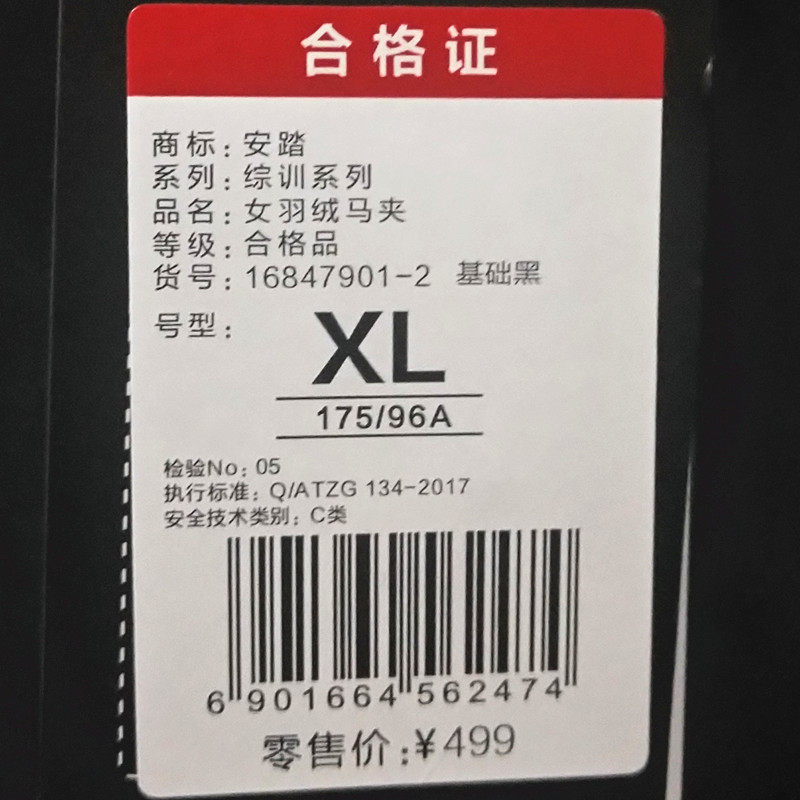 合格证
商标：安踏
系列：综训系列
品名：女羽绒马夹
等级：合格品
货号：16847901-2 基础黑
号型：XL
175/96A
检验No：05
执行标准：Q/ATZG 134-2017
安全技术类别：C类
6 901664 562474
零售价：¥499